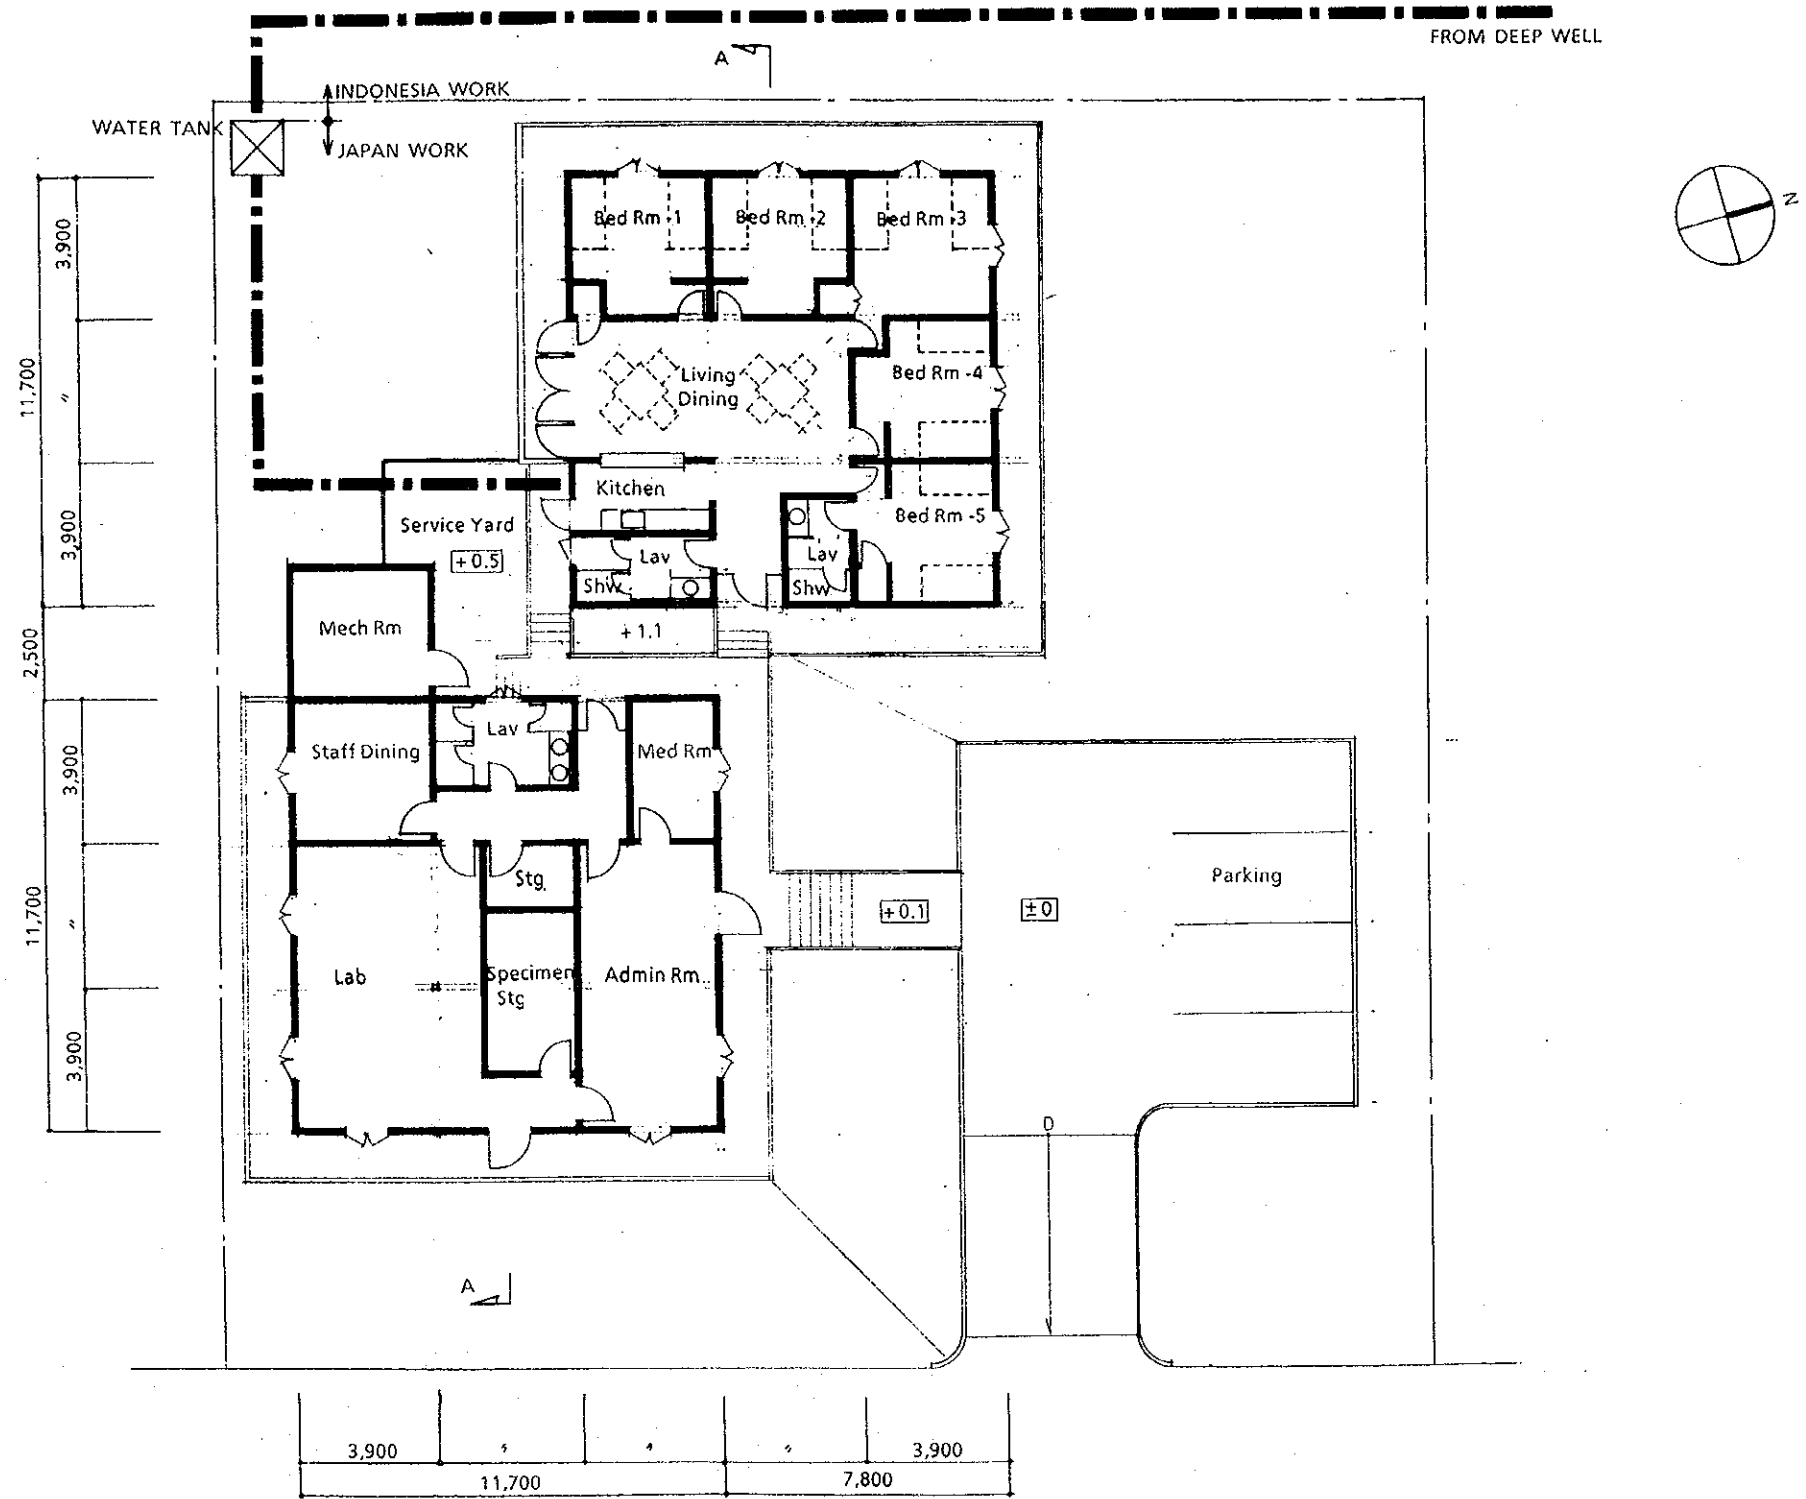 FROM DEEP WELL
A
INDONESIA WORK
WATER TANK
JAPAN WORK
N
Bed Rm -1
Bed Rm -2
Bed Rm -3
3,900
11,700
〃
3,900
Living
Dining
Bed Rm -4
Kitchen
Bed Rm -5
Service Yard
+0.5
Lav
Shw
Lav
Shw
+1.1
Mech Rm
2,500
Staff Dining
Lav
Med Rm
3,900
11,700
〃
3,900
Stg
Parking
+0.1
±0
Lab
Specimen
Stg
Admin Rm
D
A
3,900
〃
〃
〃
3,900
11,700
7,800